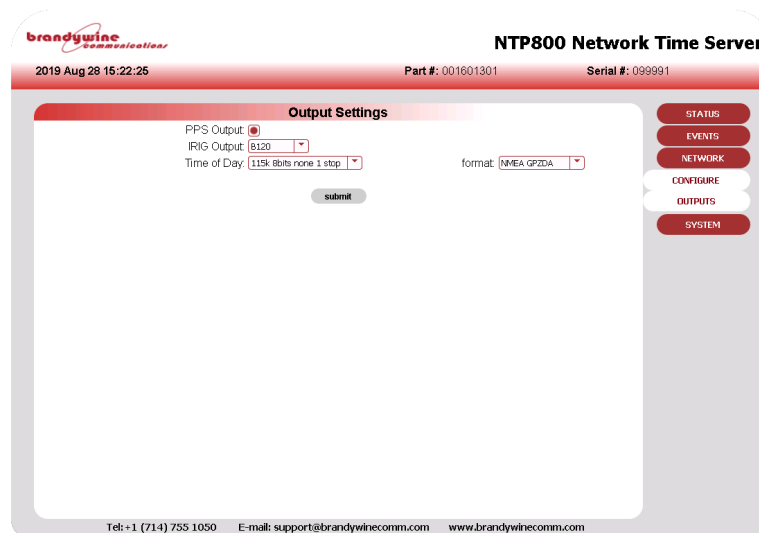 brandywine
communications
NTP800 Network Time Server
2019 Aug 28 15:22:25 Part #: 001601301 Serial #: 099991
Output Settings
PPS Output:
IRIG Output: B120
Time of Day: 115k 8bits none 1 stop format: NMEA GPZDA
submit
STATUS
EVENTS
NETWORK
CONFIGURE
OUTPUTS
SYSTEM
Tel: +1 (714) 755 1050 E-mail: support@brandywinecomm.com www.brandywinecomm.com